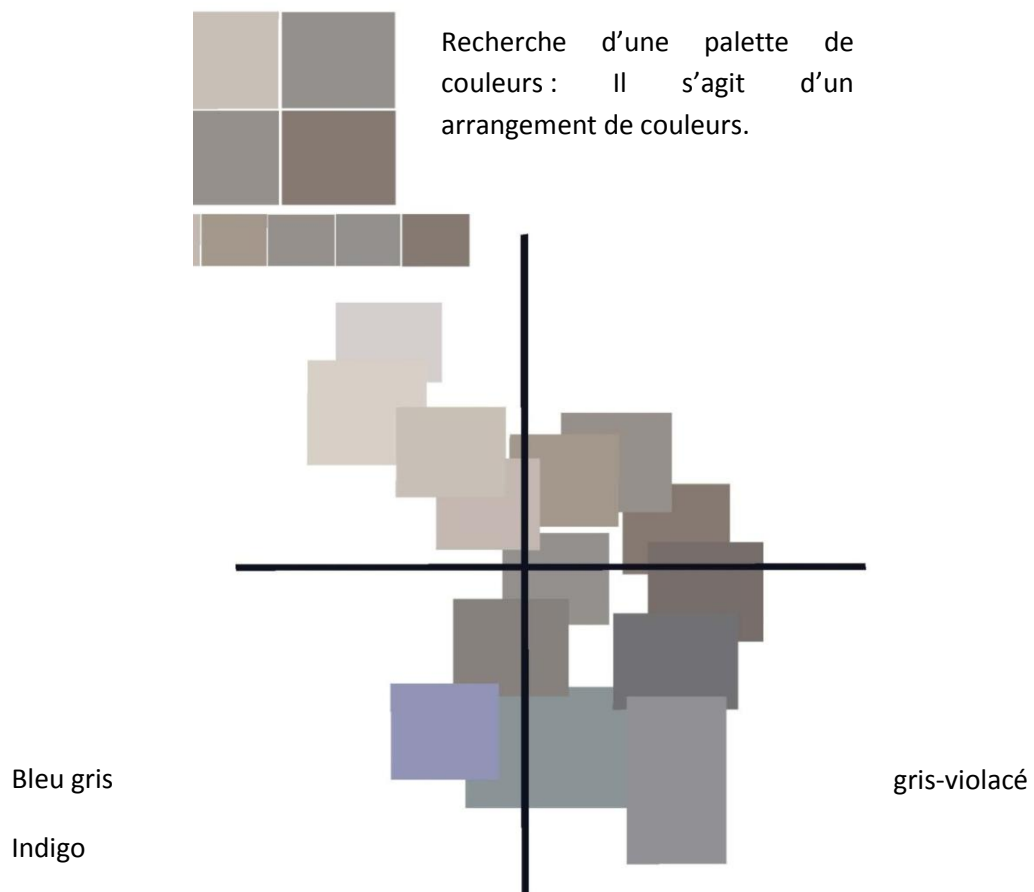 Recherche d’une palette de
couleurs : Il s’agit d’un
arrangement de couleurs.
Bleu gris
gris-violacé
Indigo